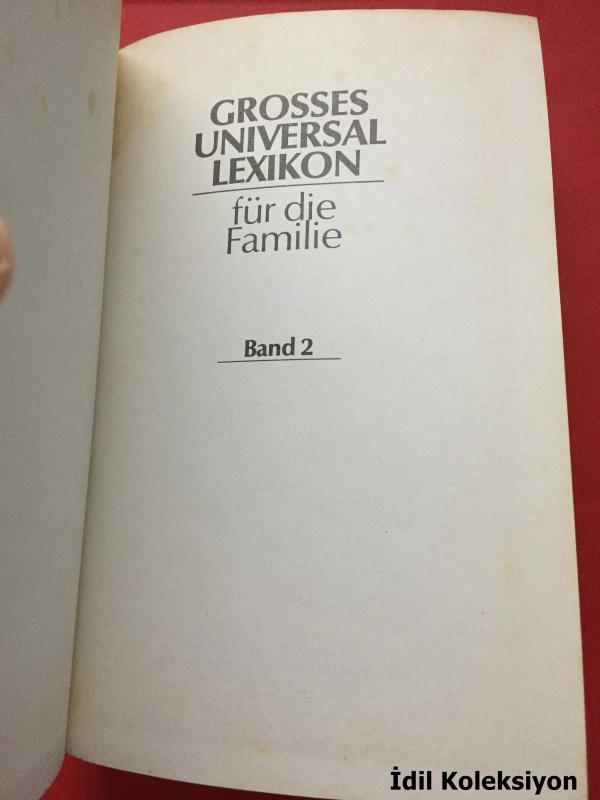 GROSSES
UNIVERSAL
LEXIKON
für die
Familie
Band 2
İdil Koleksiyon